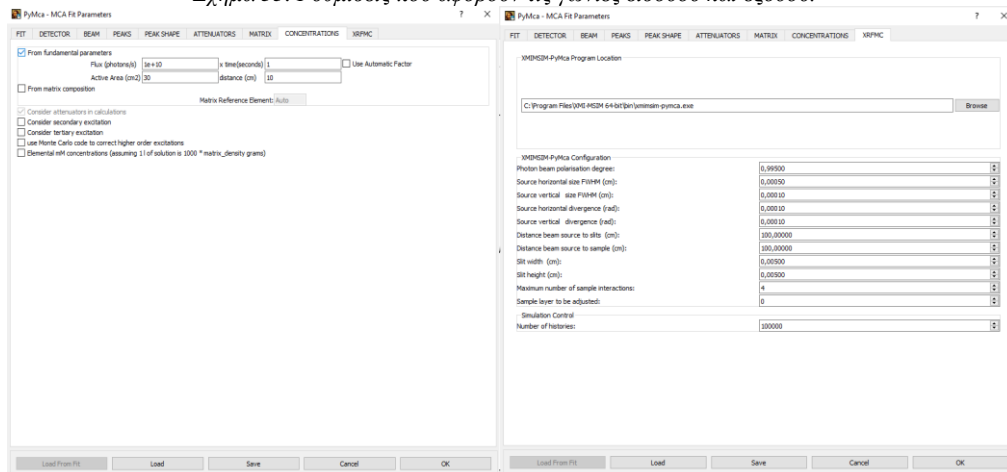 Σχήμα 53: Ρυθμίσεις που αφορούν τις γωνίες εισόδου και εξόδου.
PyMca - MCA Fit Parameters
FIT DETECTOR BEAM PEAKS PEAK SHAPE ATTENUATORS MATRIX CONCENTRATIONS XRFMC
From fundamental parameters
Flux (photons/s) 1e+10 x time(seconds) 1 Use Automatic Factor
Active Area (cm2) 30 distance (cm) 10
From matrix composition
Matrix Reference Element: Auto
Consider attenuators in calculations
Consider secondary excitation
Consider tertiary excitation
use Monte Carlo code to correct higher order excitations
Elemental mM concentrations (assuming 1 l of solution is 1000 * matrix_density grams)
Load From Fit Load Save Cancel OK
PyMca - MCA Fit Parameters
FIT DETECTOR BEAM PEAKS PEAK SHAPE ATTENUATORS MATRIX CONCENTRATIONS XRFMC
XMIMSIM-PyMca Program Location
C:\Program Files\XMI-MSIM 64-bit\bin\xmimsim-pymca.exe Browse
XMIMSIM-PyMca Configuration
Photon beam polarisation degree: 0,99500
Source horizontal size FWHM (cm): 0,00050
Source vertical size FWHM (cm): 0,00010
Source horizontal divergence (rad): 0,00010
Source vertical divergence (rad): 0,00010
Distance beam source to slits (cm): 100,00000
Distance beam source to sample (cm): 100,00000
Slit width (cm): 0,00500
Slit height (cm): 0,00500
Maximum number of sample interactions: 4
Sample layer to be adjusted: 0
Simulation Control
Number of histories: 100000
Load From Fit Load Save Cancel OK